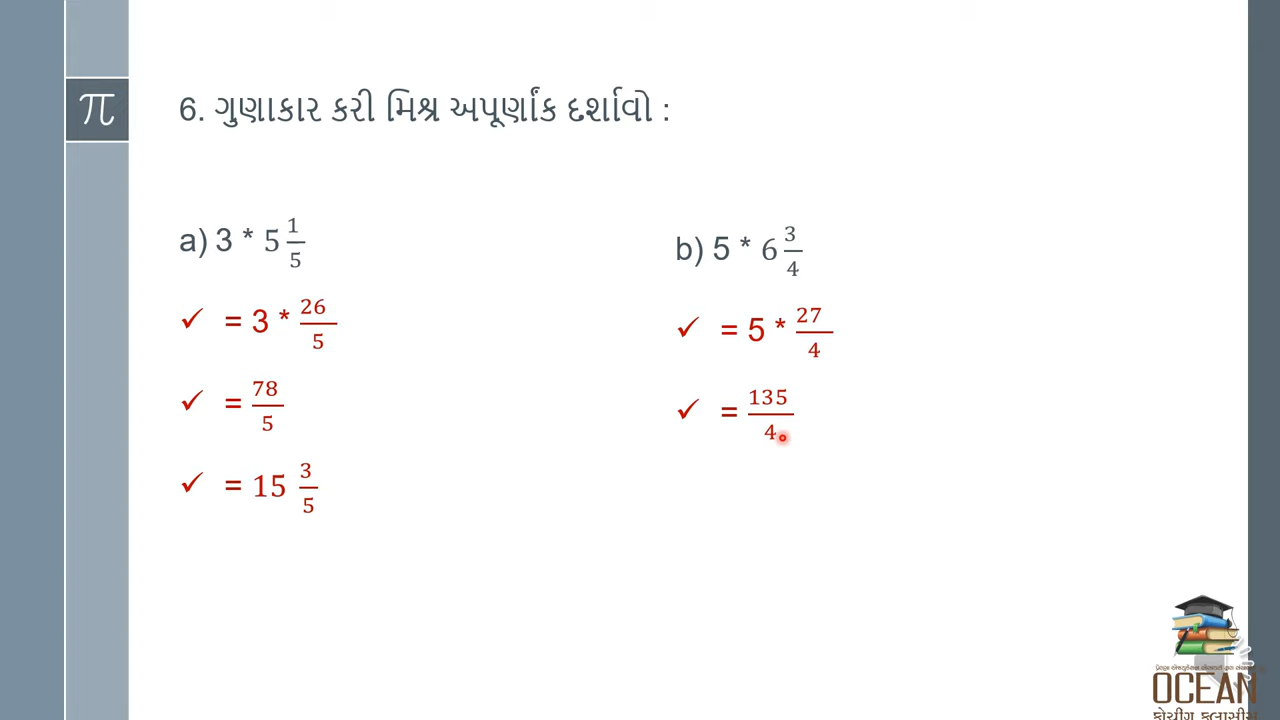 π
6. ગુણાકાર કરી મિશ્ર અપૂર્ણાંક દર્શાવો :
a) 3 * 5 1/5
✓ = 3 * 26/5
✓ = 78/5
✓ = 15 3/5
b) 5 * 6 3/4
✓ = 5 * 27/4
✓ = 135/4
OCEAN
કોચીંગ ક્લાસીસ